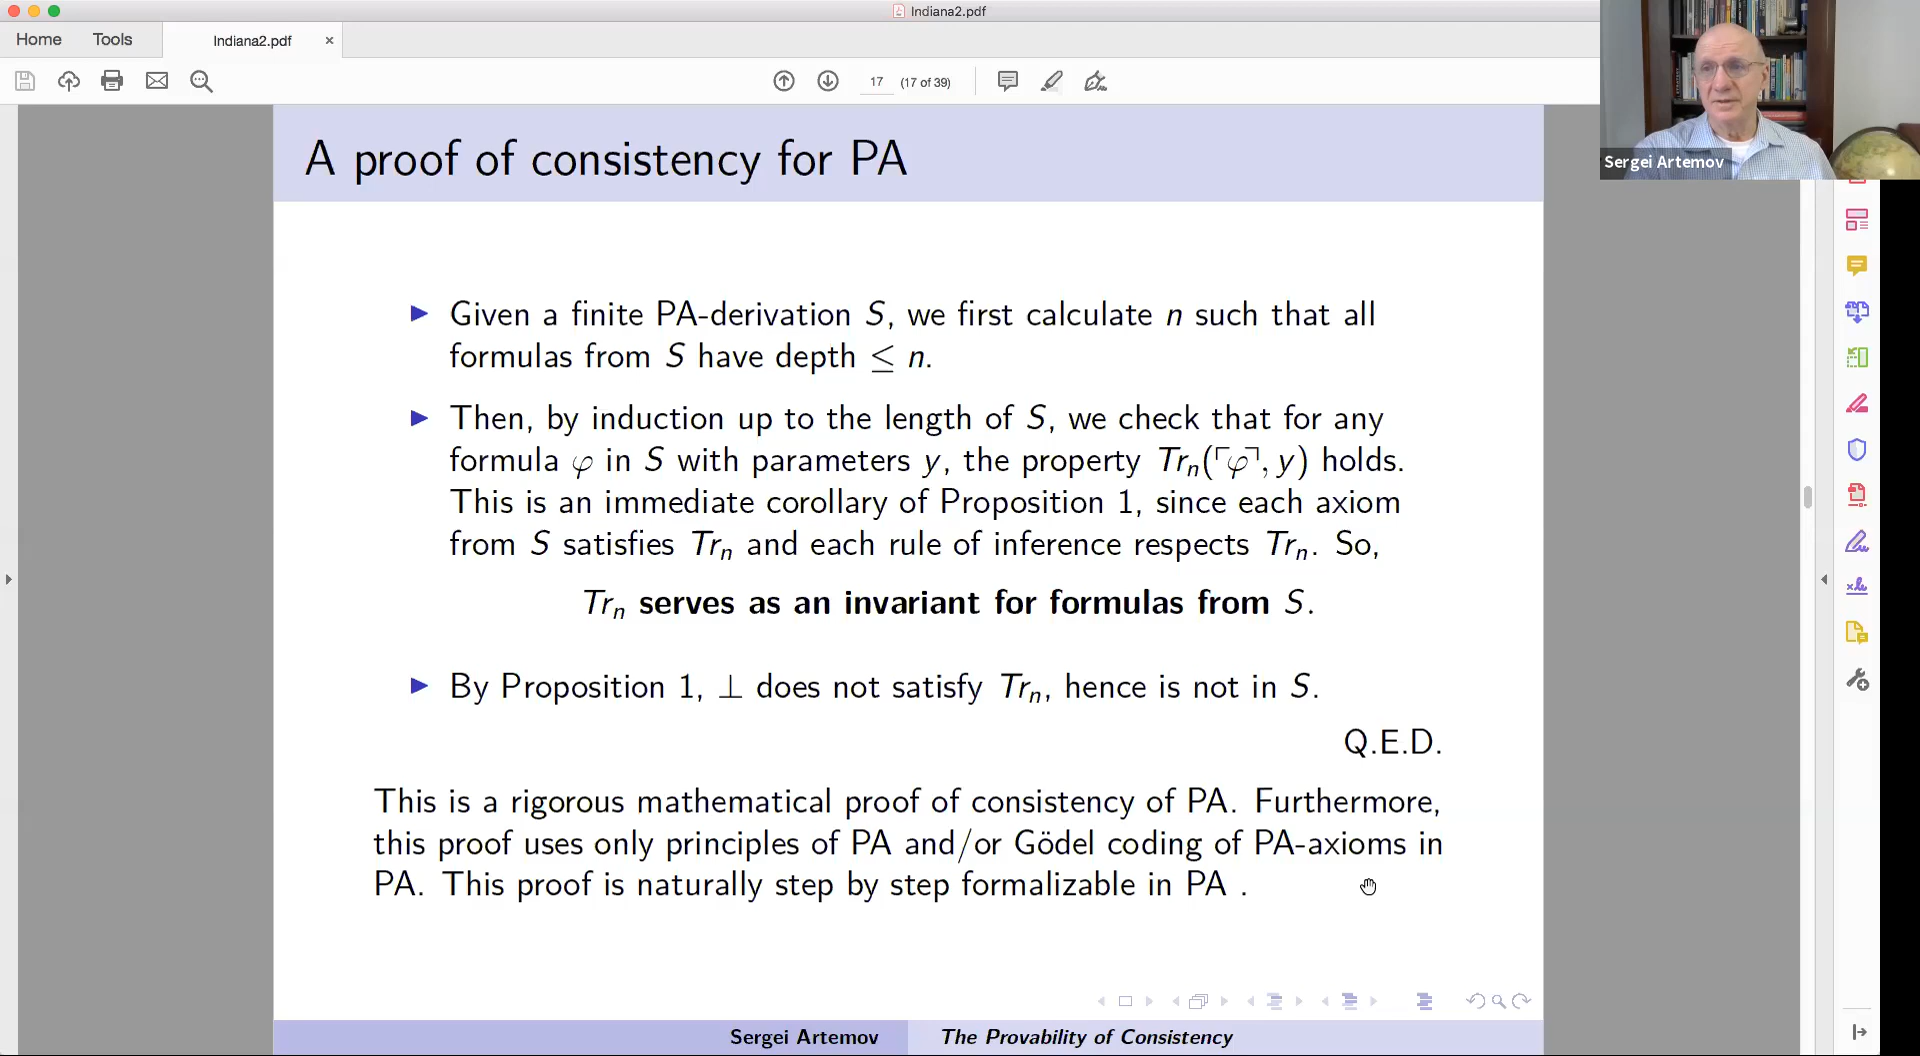 Indiana2.pdf
Home Tools Indiana2.pdf ×
17 (17 of 39)
Sergei Artemov
A proof of consistency for PA
▶ Given a finite PA-derivation S, we first calculate n such that all
formulas from S have depth ≤ n.
▶ Then, by induction up to the length of S, we check that for any
formula φ in S with parameters y, the property Trₙ(⌜φ⌝, y) holds.
This is an immediate corollary of Proposition 1, since each axiom
from S satisfies Trₙ and each rule of inference respects Trₙ. So,
Trₙ serves as an invariant for formulas from S.
▶ By Proposition 1, ⊥ does not satisfy Trₙ, hence is not in S.
Q.E.D.
This is a rigorous mathematical proof of consistency of PA. Furthermore,
this proof uses only principles of PA and/or Gödel coding of PA-axioms in
PA. This proof is naturally step by step formalizable in PA .
Sergei Artemov The Provability of Consistency